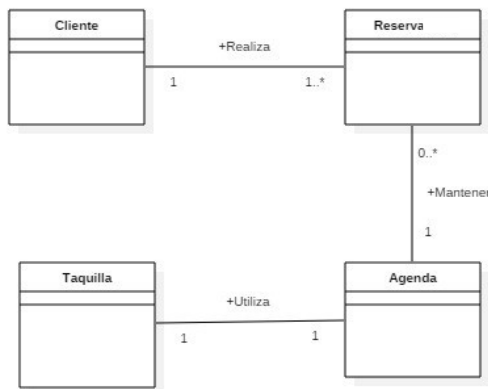 Cliente
Reserva
+Realiza
1
1..*
0..*
+Mantener
1
Taquilla
Agenda
+Utiliza
1
1